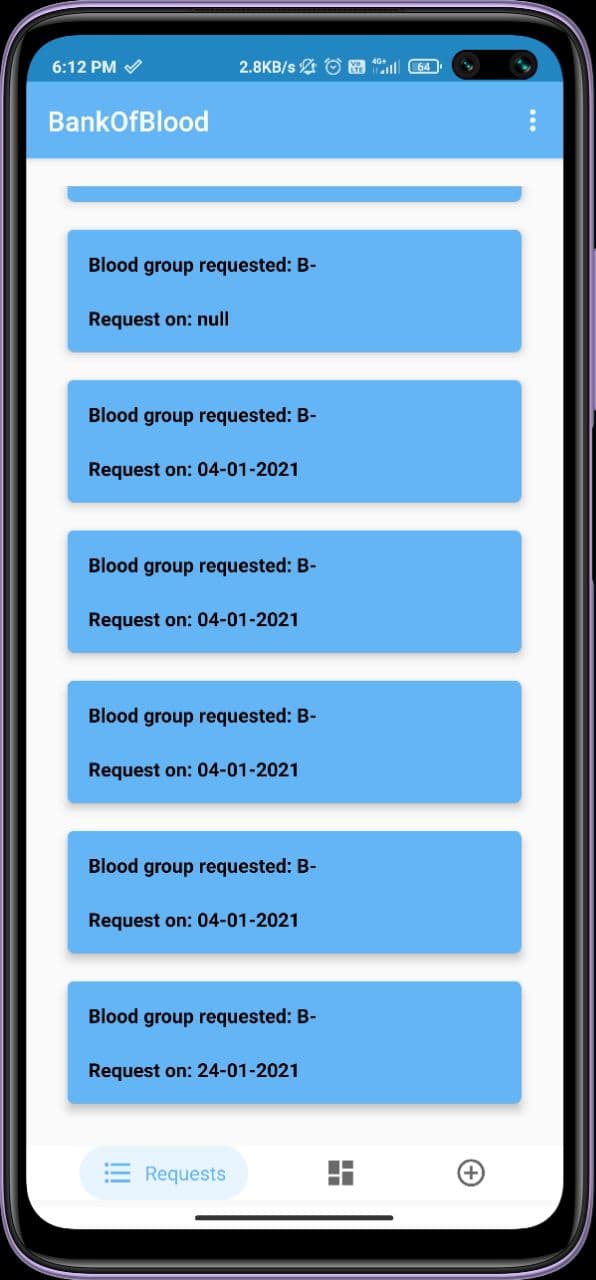 6:12 PM 2.8KB/s 4G+ 64
BankOfBlood
Blood group requested: B-
Request on: null
Blood group requested: B-
Request on: 04-01-2021
Blood group requested: B-
Request on: 04-01-2021
Blood group requested: B-
Request on: 04-01-2021
Blood group requested: B-
Request on: 04-01-2021
Blood group requested: B-
Request on: 24-01-2021
Requests